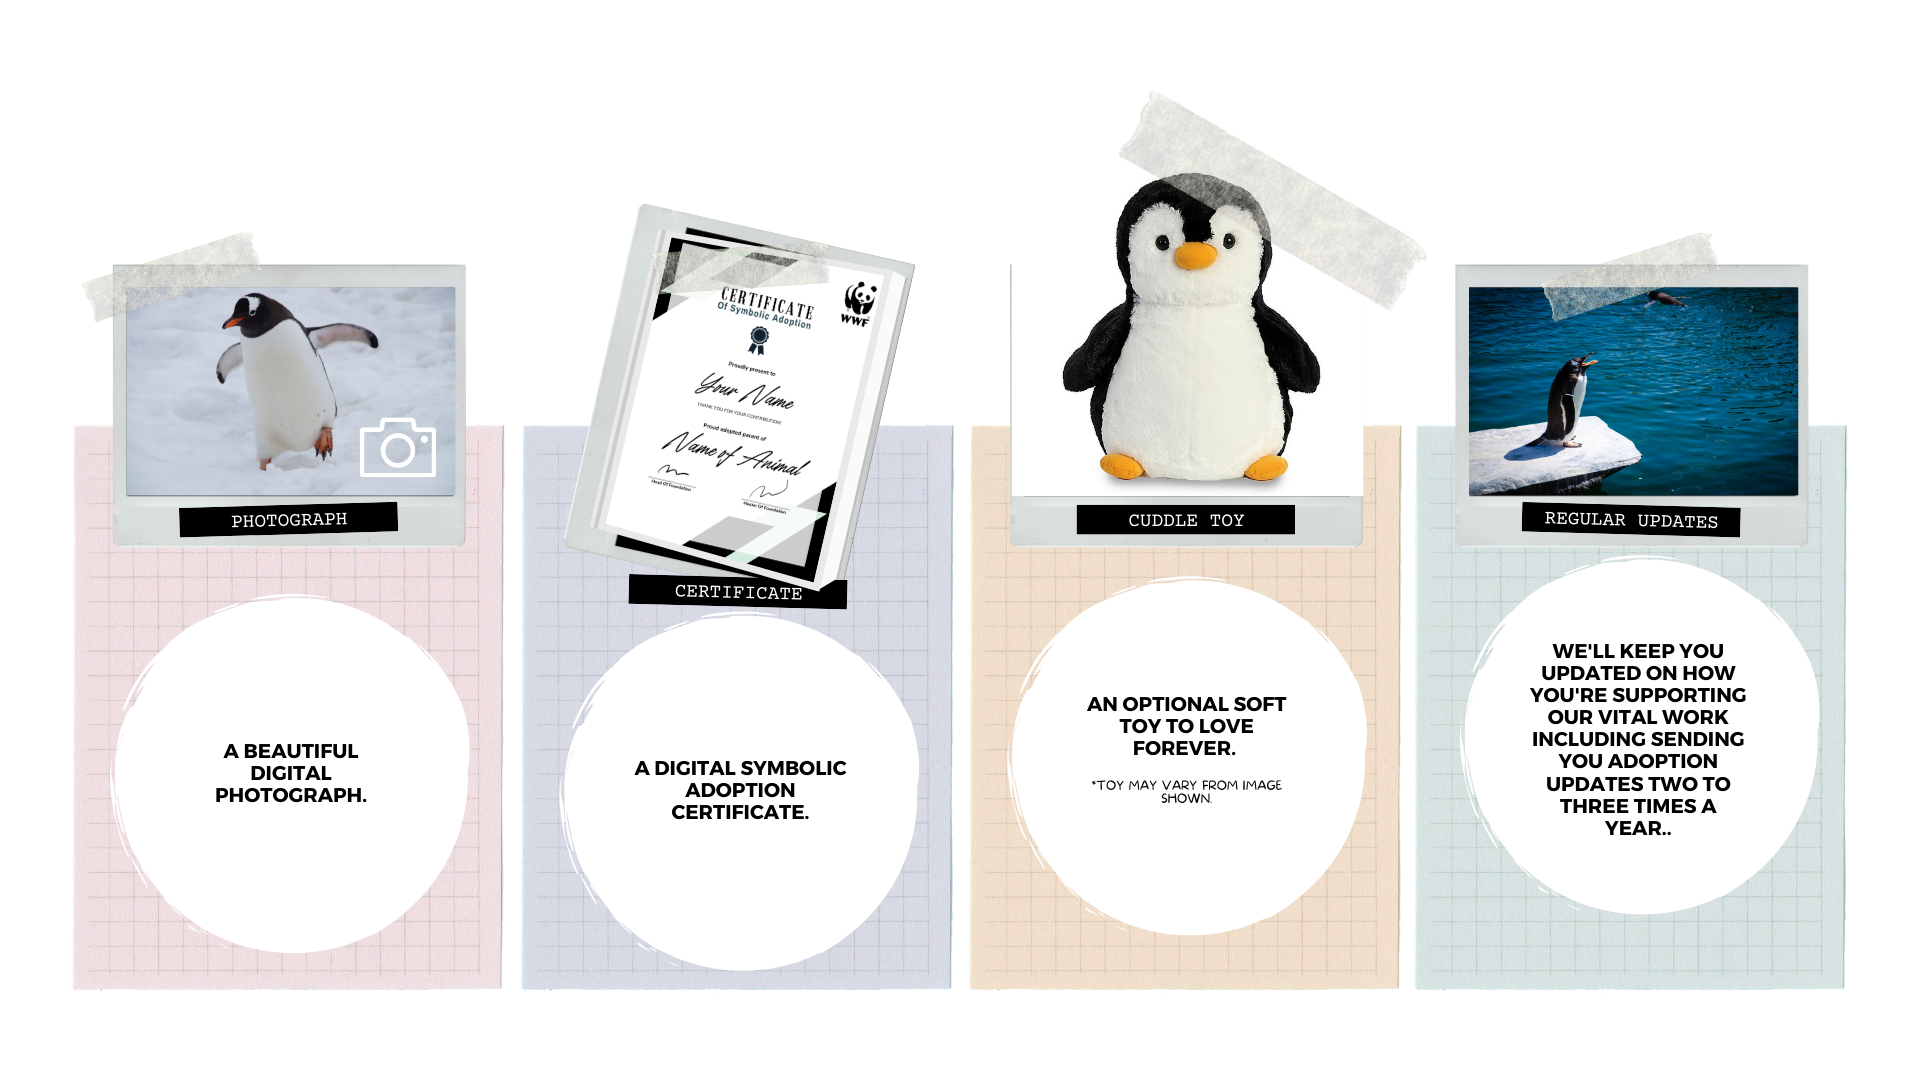 PHOTOGRAPH
A BEAUTIFUL
DIGITAL
PHOTOGRAPH.
CERTIFICATE
Of Symbolic Adoption
WWF
Proudly present to
Your Name
THANK YOU FOR YOUR CONTRIBUTIONS
Proud adopted parent of
Name of Animal
Head Of Foundation
Master Of Foundation
CERTIFICATE
A DIGITAL SYMBOLIC
ADOPTION
CERTIFICATE.
CUDDLE TOY
AN OPTIONAL SOFT
TOY TO LOVE
FOREVER.
*TOY MAY VARY FROM IMAGE
SHOWN.
REGULAR UPDATES
WE'LL KEEP YOU
UPDATED ON HOW
YOU'RE SUPPORTING
OUR VITAL WORK
INCLUDING SENDING
YOU ADOPTION
UPDATES TWO TO
THREE TIMES A
YEAR..